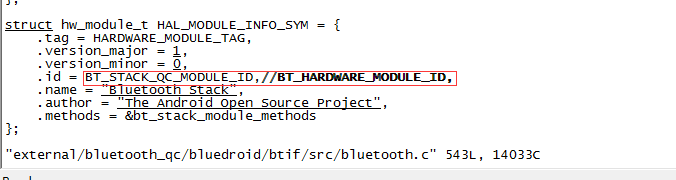 struct hw_module_t HAL_MODULE_INFO_SYM = {
.tag = HARDWARE_MODULE_TAG,
.version_major = 1,
.version_minor = 0,
.id = BT_STACK_QC_MODULE_ID,//BT_HARDWARE_MODULE_ID,
.name = "Bluetooth Stack",
.author = "The Android Open Source Project",
.methods = &bt_stack_module_methods
};
"external/bluetooth_qc/bluedroid/btif/src/bluetooth.c" 543L, 14033C